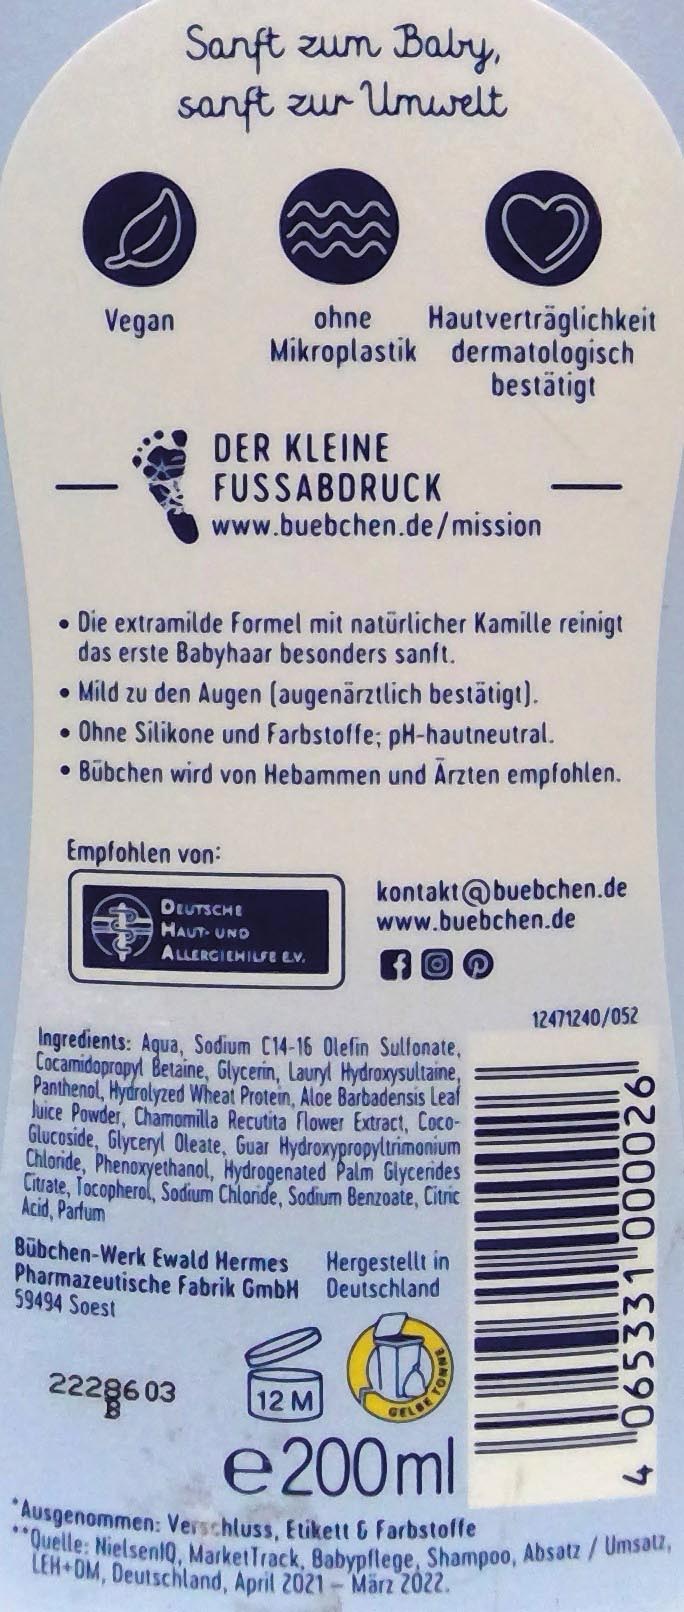 Sanft zum Baby,
sanft zur Umwelt
Vegan
ohne
Mikroplastik
Hautverträglichkeit
dermatologisch
bestätigt
DER KLEINE
FUSSABDRUCK
www.buebchen.de/mission
• Die extramilde Formel mit natürlicher Kamille reinigt
das erste Babyhaar besonders sanft.
• Mild zu den Augen (augenärztlich bestätigt).
• Ohne Silikone und Farbstoffe; pH-hautneutral.
• Bübchen wird von Hebammen und Ärzten empfohlen.
Empfohlen von:
DEUTSCHE
HAUT- UND
ALLERGIEHILFE E.V.
kontakt@buebchen.de
www.buebchen.de
12471240/052
Ingredients: Aqua, Sodium C14-16 Olefin Sulfonate,
Cocamidopropyl Betaine, Glycerin, Lauryl Hydroxysultaine,
Panthenol, Hydrolyzed Wheat Protein, Aloe Barbadensis Leaf
Juice Powder, Chamomilla Recutita Flower Extract, Coco-
Glucoside, Glyceryl Oleate, Guar Hydroxypropyltrimonium
Chloride, Phenoxyethanol, Hydrogenated Palm Glycerides
Citrate, Tocopherol, Sodium Chloride, Sodium Benzoate, Citric
Acid, Parfum
Bübchen-Werk Ewald Hermes
Pharmazeutische Fabrik GmbH
59494 Soest
Hergestellt in
Deutschland
22286 03
B
12 M
GELBE TONNE
e 200 ml
4 065331 000026
*Ausgenommen: Verschluss, Etikett & Farbstoffe
**Quelle: NielsenIQ, MarketTrack, Babypflege, Shampoo, Absatz / Umsatz,
LEH+DM, Deutschland, April 2021 – März 2022.